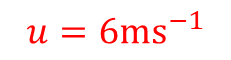 u = 6ms⁻¹